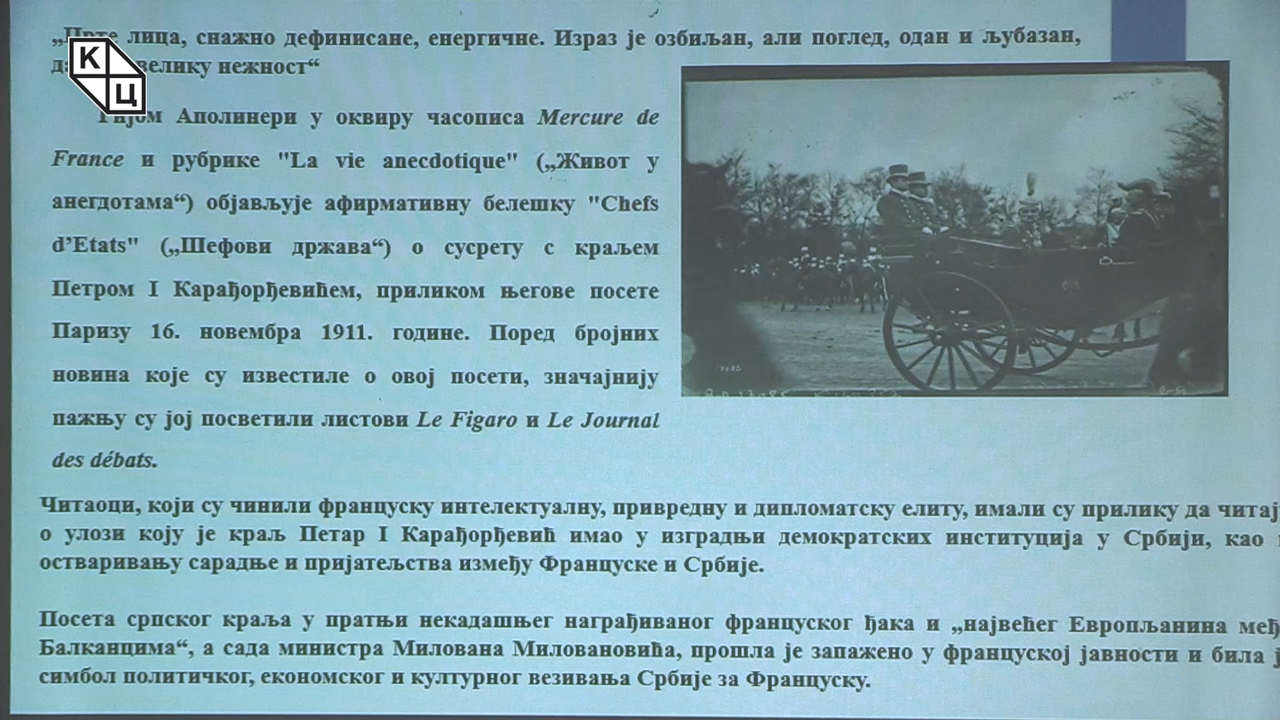 „Црте лица, снажно дефинисане, енергичне. Израз је озбиљан, али поглед, одан и љубазан,
велику нежност“
К
Ц
Гијом Аполинери у оквиру часописа Mercure de
France и рубрике "La vie anecdotique" („Живот у
анегдотама“) објављује афирмативну белешку "Chefs
d’Etats" („Шефови држава“) о сусрету с краљем
Петром I Карађорђевићем, приликом његове посете
Паризу 16. новембра 1911. године. Поред бројних
новина које су известиле о овој посети, значајнију
пажњу су јој посветили листови Le Figaro и Le Journal
des débats.
Читаоци, који су чинили француску интелектуалну, привредну и дипломатску елиту, имали су прилику да читај
о улози коју је краљ Петар I Карађорђевић имао у изградњи демократских институција у Србији, као
остваривању сарадње и пријатељства између Француске и Србије.
Посета српског краља у пратњи некадашњег награђиваног француског ђака и „највећег Европљанина међ
Балканцима“, а сада министра Милована Миловановића, прошла је запажено у француској јавности и била ј
симбол политичког, економског и културног везивања Србије за Француску.